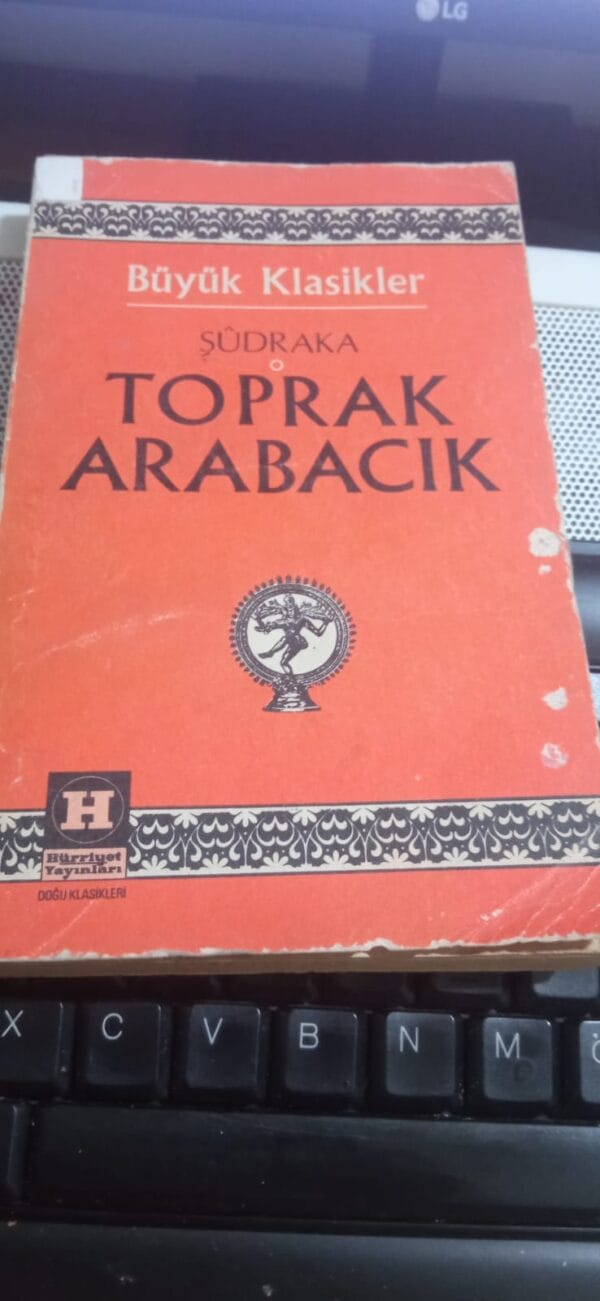 LG
Büyük Klasikler
ŞÛDRAKA
TOPRAK
ARABACIK
H
Hürriyet
Yayınları
DOĞU KLASİKLERİ
X C V B N M Ö